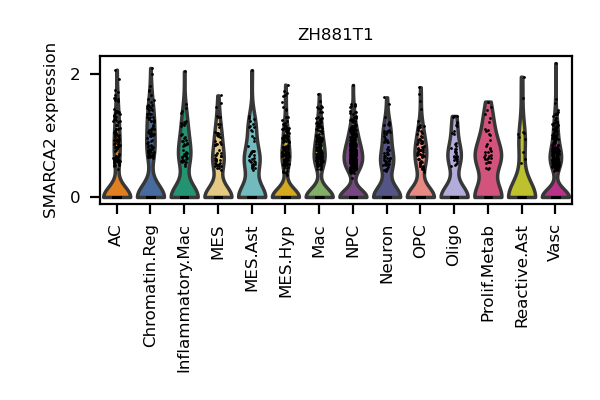 ZH881T1
SMARCA2 expression
2
0
AC
Chromatin.Reg
Inflammatory.Mac
MES
MES.Ast
MES.Hyp
Mac
NPC
Neuron
OPC
Oligo
Prolif.Metab
Reactive.Ast
Vasc